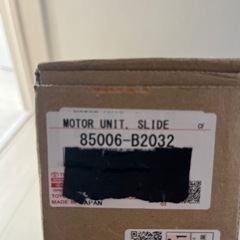 MOTOR UNIT, SLIDE
85006-B2032
MADE IN JAPAN